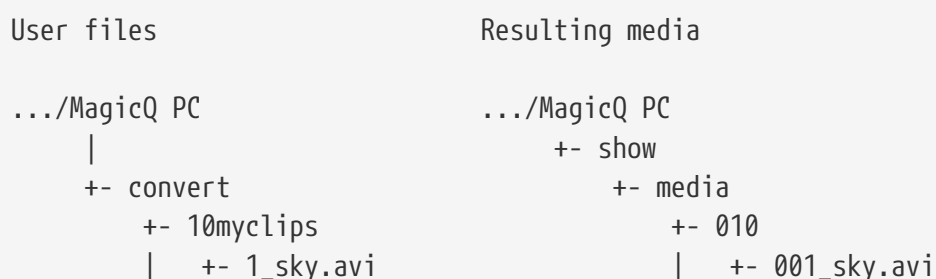 User files                    Resulting media
.../MagicQ PC                 .../MagicQ PC
     |                             +- show
     +- convert                        +- media
         +- 10myclips                      +- 010
         |   +- 1_sky.avi                  |   +- 001_sky.avi